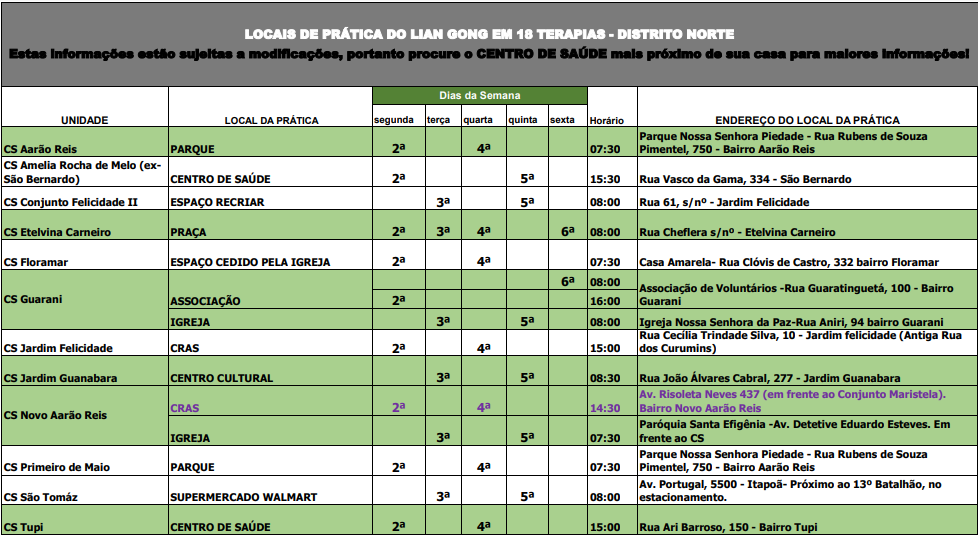 LOCAIS DE PRÁTICA DO LIAN GONG EM 18 TERAPIAS - DISTRITO NORTE
Estas informações estão sujeitas a modificações, portanto procure o CENTRO DE SAÚDE mais próximo de sua casa para maiores informações!
UNIDADE LOCAL DA PRÁTICA Dias da Semana Horário ENDEREÇO DO LOCAL DA PRÁTICA
segunda terça quarta quinta sexta
CS Aarão Reis PARQUE 2ª 4ª 07:30 Parque Nossa Senhora Piedade - Rua Rubens de Souza
Pimentel, 750 - Bairro Aarão Reis
CS Amelia Rocha de Melo (ex-
São Bernardo) CENTRO DE SAÚDE 2ª 5ª 15:30 Rua Vasco da Gama, 334 - São Bernardo
CS Conjunto Felicidade II ESPAÇO RECRIAR 3ª 5ª 08:00 Rua 61, s/nº - Jardim Felicidade
CS Etelvina Carneiro PRAÇA 2ª 3ª 4ª 6ª 08:00 Rua Cheflera s/nº - Etelvina Carneiro
CS Floramar ESPAÇO CEDIDO PELA IGREJA 2ª 4ª 07:30 Casa Amarela- Rua Clóvis de Castro, 332 bairro Floramar
CS Guarani ASSOCIAÇÃO 6ª 08:00 Associação de Voluntários -Rua Guaratinguetá, 100 - Bairro
2ª 16:00 Guarani
IGREJA 3ª 5ª 08:00 Igreja Nossa Senhora da Paz-Rua Aniri, 94 bairro Guarani
CS Jardim Felicidade CRAS 2ª 4ª 15:00 Rua Cecília Trindade Silva, 10 - Jardim felicidade (Antiga Rua
dos Curumins)
CS Jardim Guanabara CENTRO CULTURAL 3ª 5ª 08:30 Rua João Álvares Cabral, 277 - Jardim Guanabara
CS Novo Aarão Reis CRAS 2ª 4ª 14:30 Av. Risoleta Neves 437 (em frente ao Conjunto Maristela).
Bairro Novo Aarão Reis
IGREJA 3ª 5ª 07:30 Paróquia Santa Efigênia -Av. Detetive Eduardo Esteves. Em
frente ao CS
CS Primeiro de Maio PARQUE 2ª 4ª 07:30 Parque Nossa Senhora Piedade - Rua Rubens de Souza
Pimentel, 750 - Bairro Aarão Reis
CS São Tomáz SUPERMERCADO WALMART 3ª 5ª 08:00 Av. Portugal, 5500 - Itapoã- Próximo ao 13º Batalhão, no
estacionamento.
CS Tupi CENTRO DE SAÚDE 2ª 4ª 15:00 Rua Ari Barroso, 150 - Bairro Tupi